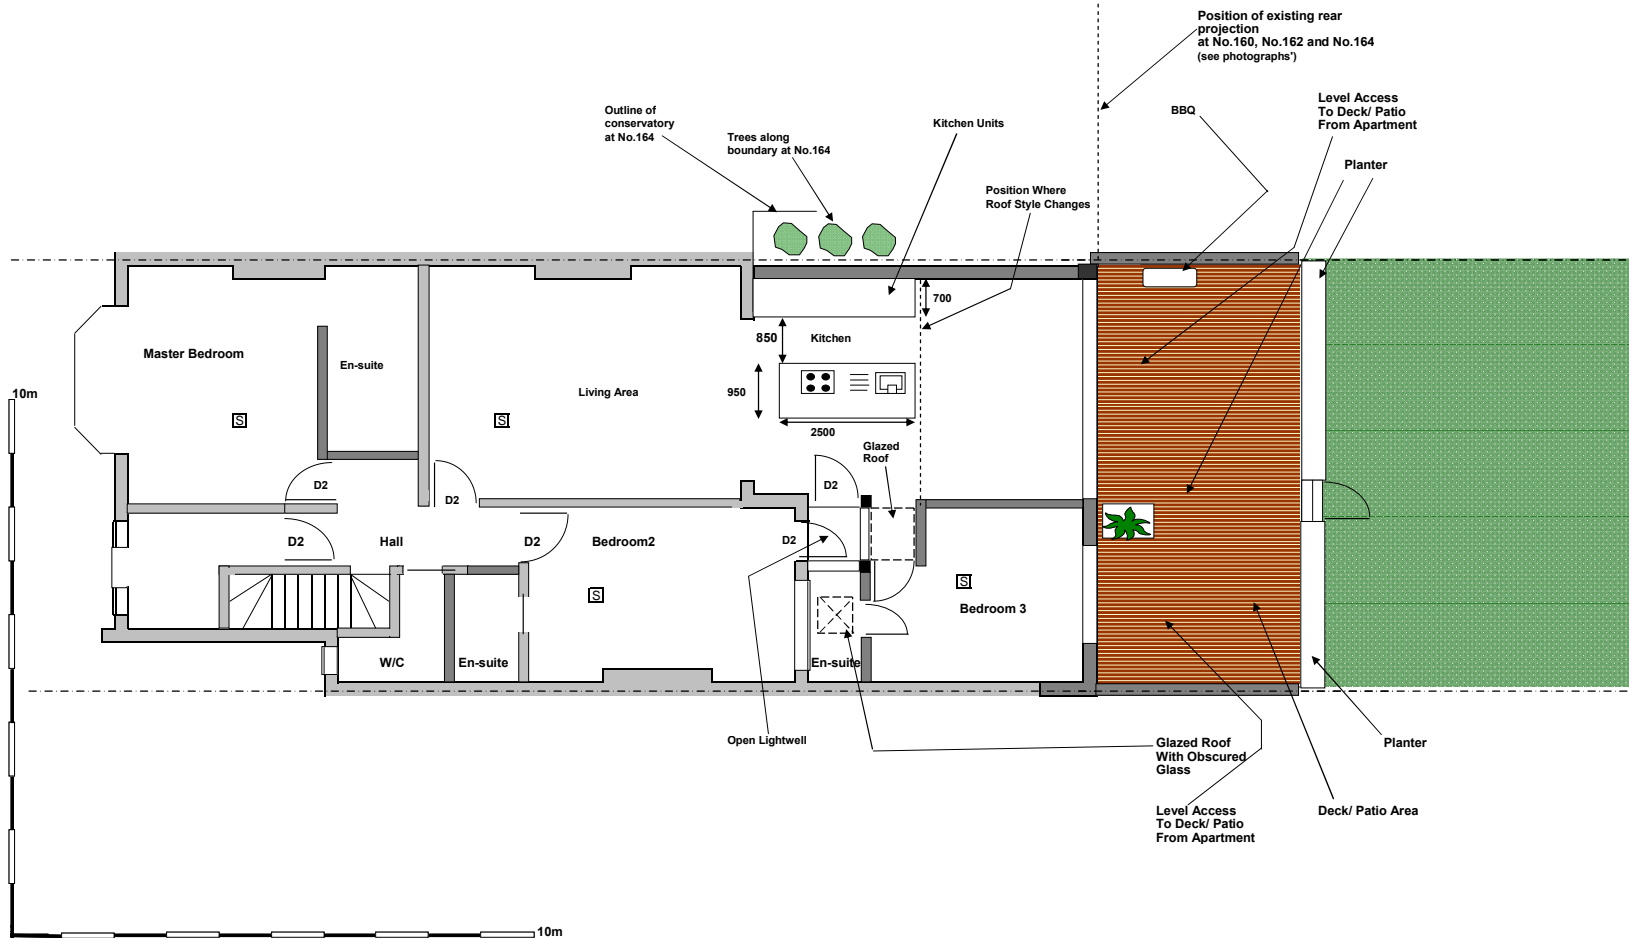 Position of existing rear
projection
at No.160, No.162 and No.164
(see photographs')
Outline of
conservatory
at No.164
Trees along
boundary at No.164
Kitchen Units
BBQ
Level Access
To Deck/ Patio
From Apartment
Planter
Position Where
Roof Style Changes
700
850
Kitchen
Master Bedroom
En-suite
Living Area
950
10m
S
S
2500
Glazed
Roof
D2
D2
D2
D2
Hall
D2
Bedroom2
D2
S
S
Bedroom 3
W/C
En-suite
En-suite
Open Lightwell
Glazed Roof
With Obscured
Glass
Planter
Level Access
To Deck/ Patio
From Apartment
Deck/ Patio Area
10m